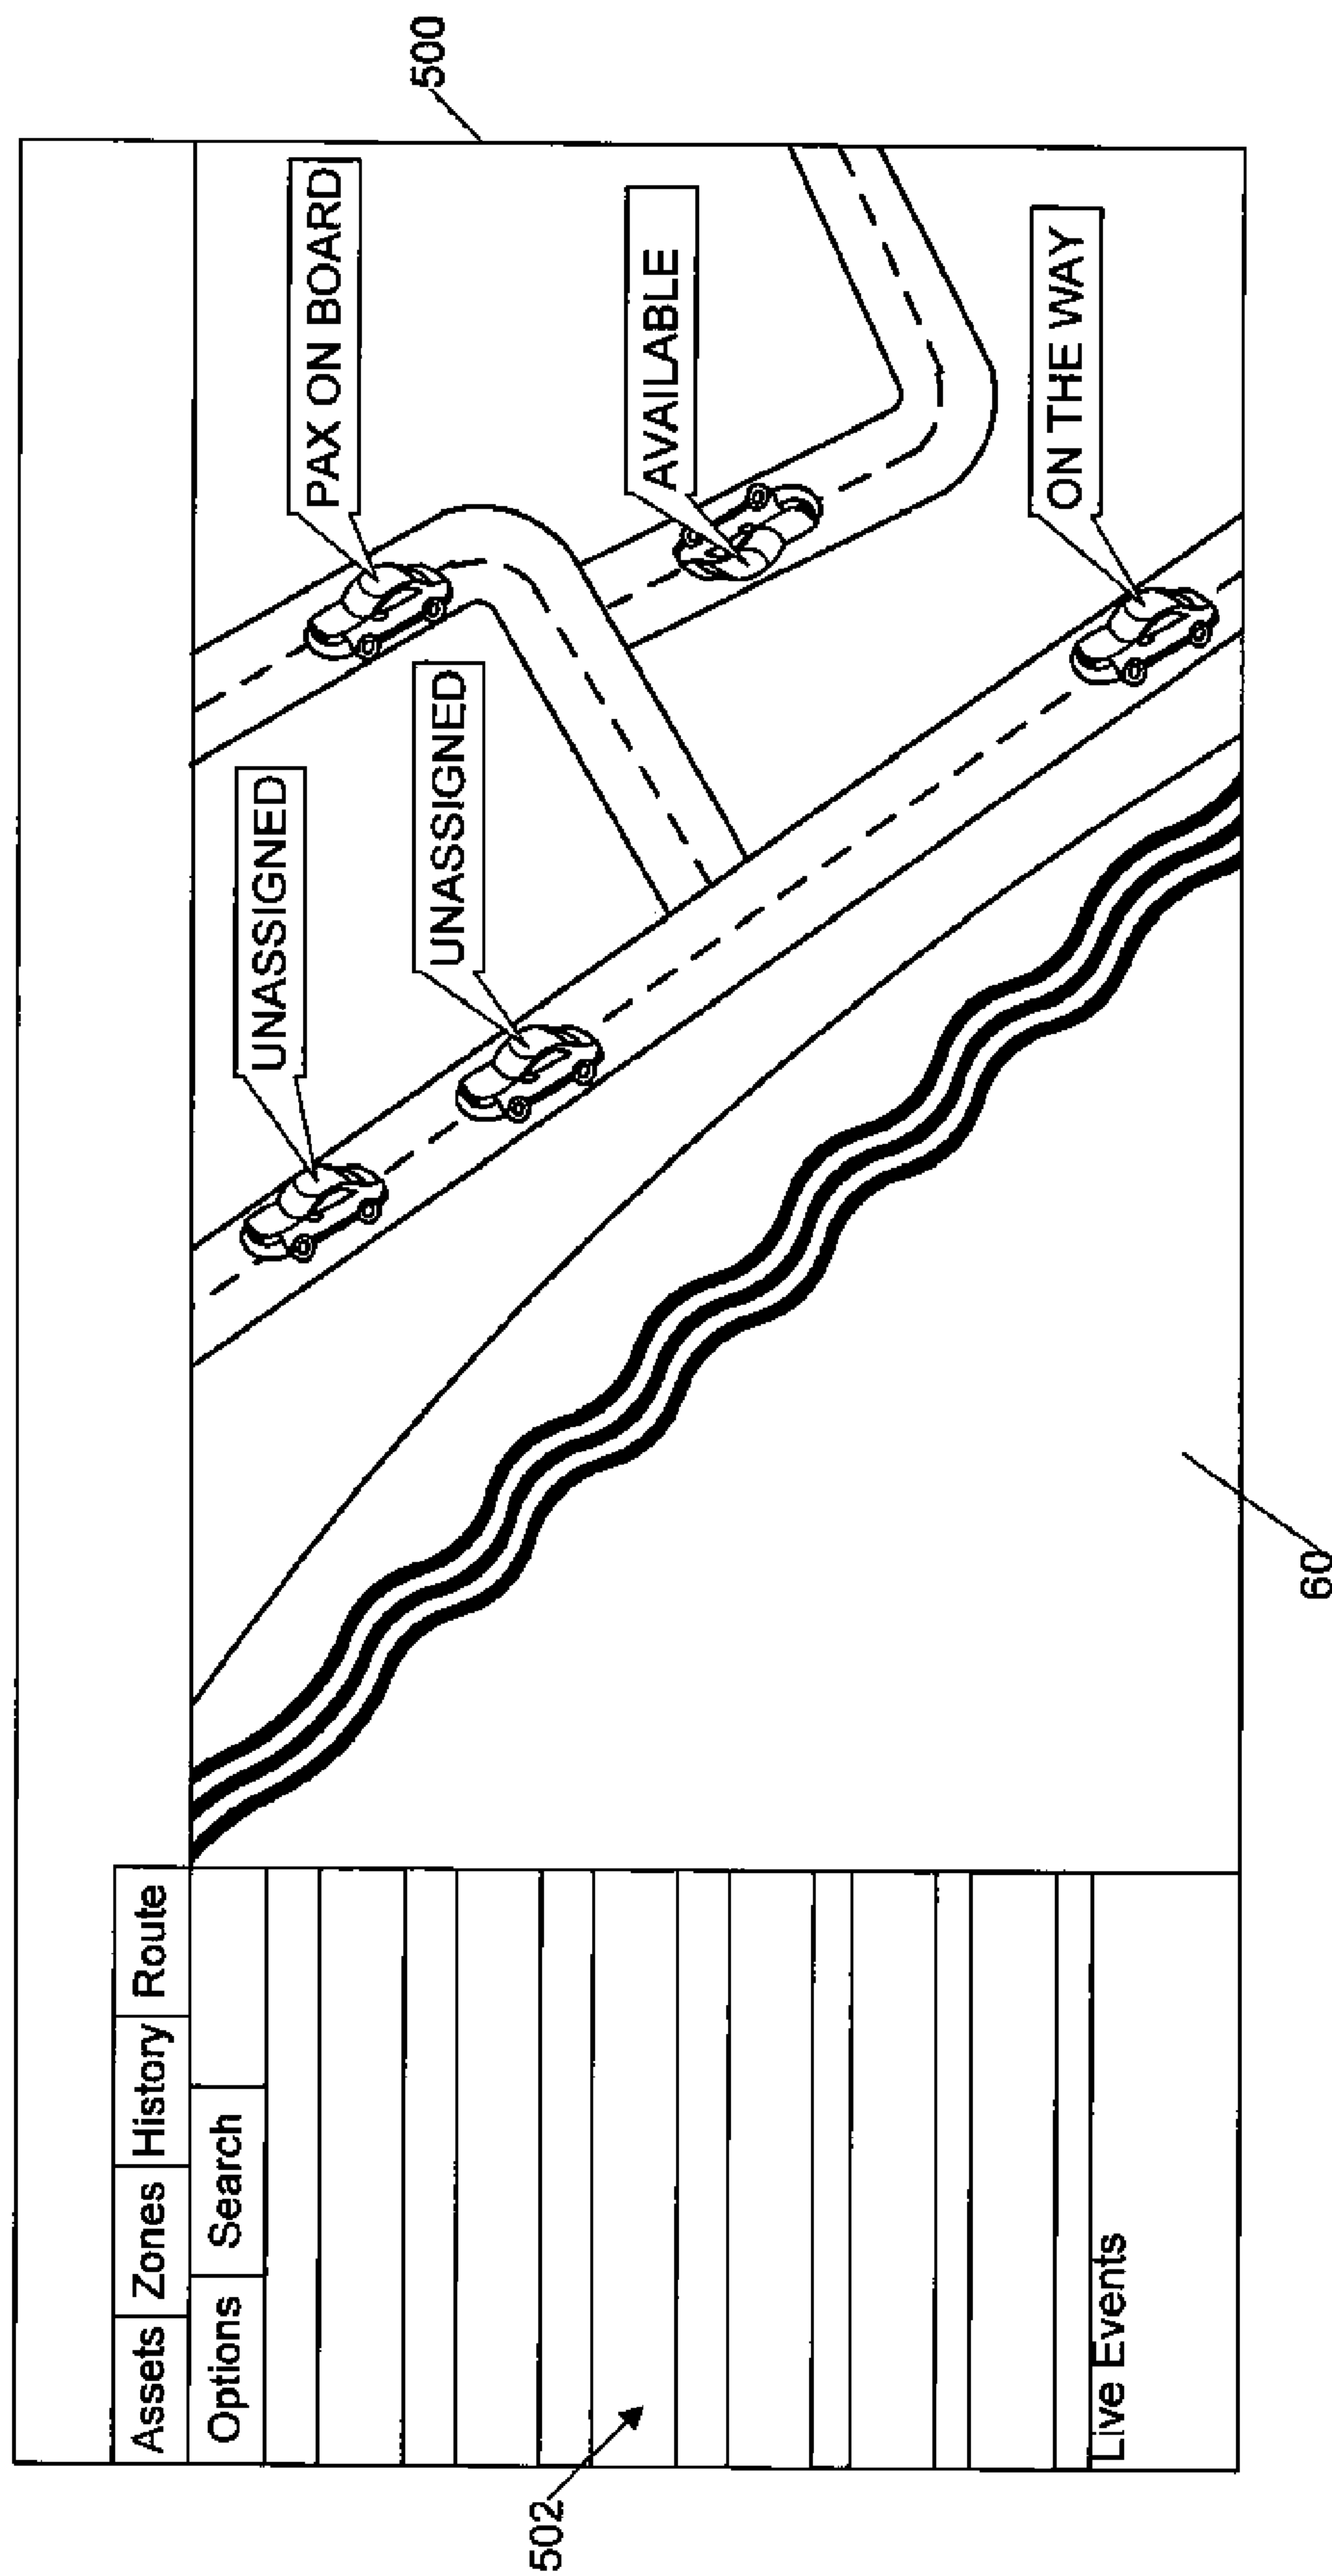 500
Assets Zones History Route
Options Search
PAX ON BOARD
UNASSIGNED
UNASSIGNED
AVAILABLE
502
ON THE WAY
Live Events
60